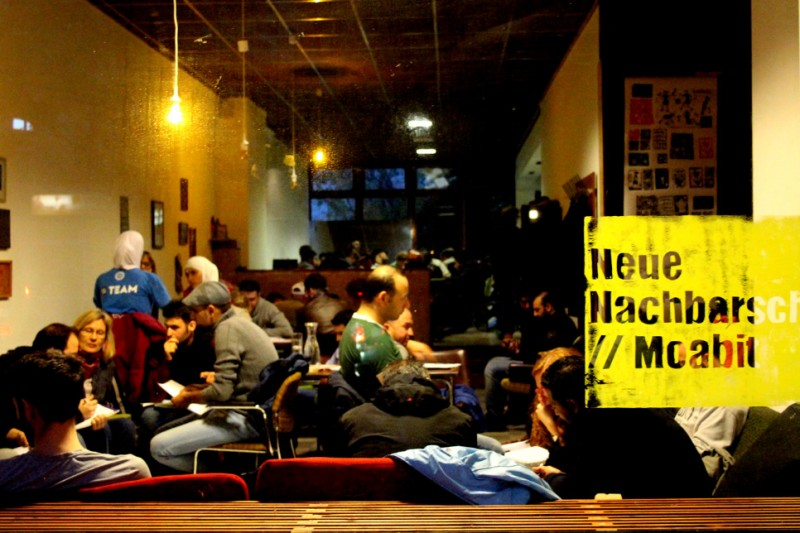 TEAM
Neue
Nachbarsch
// Moabit